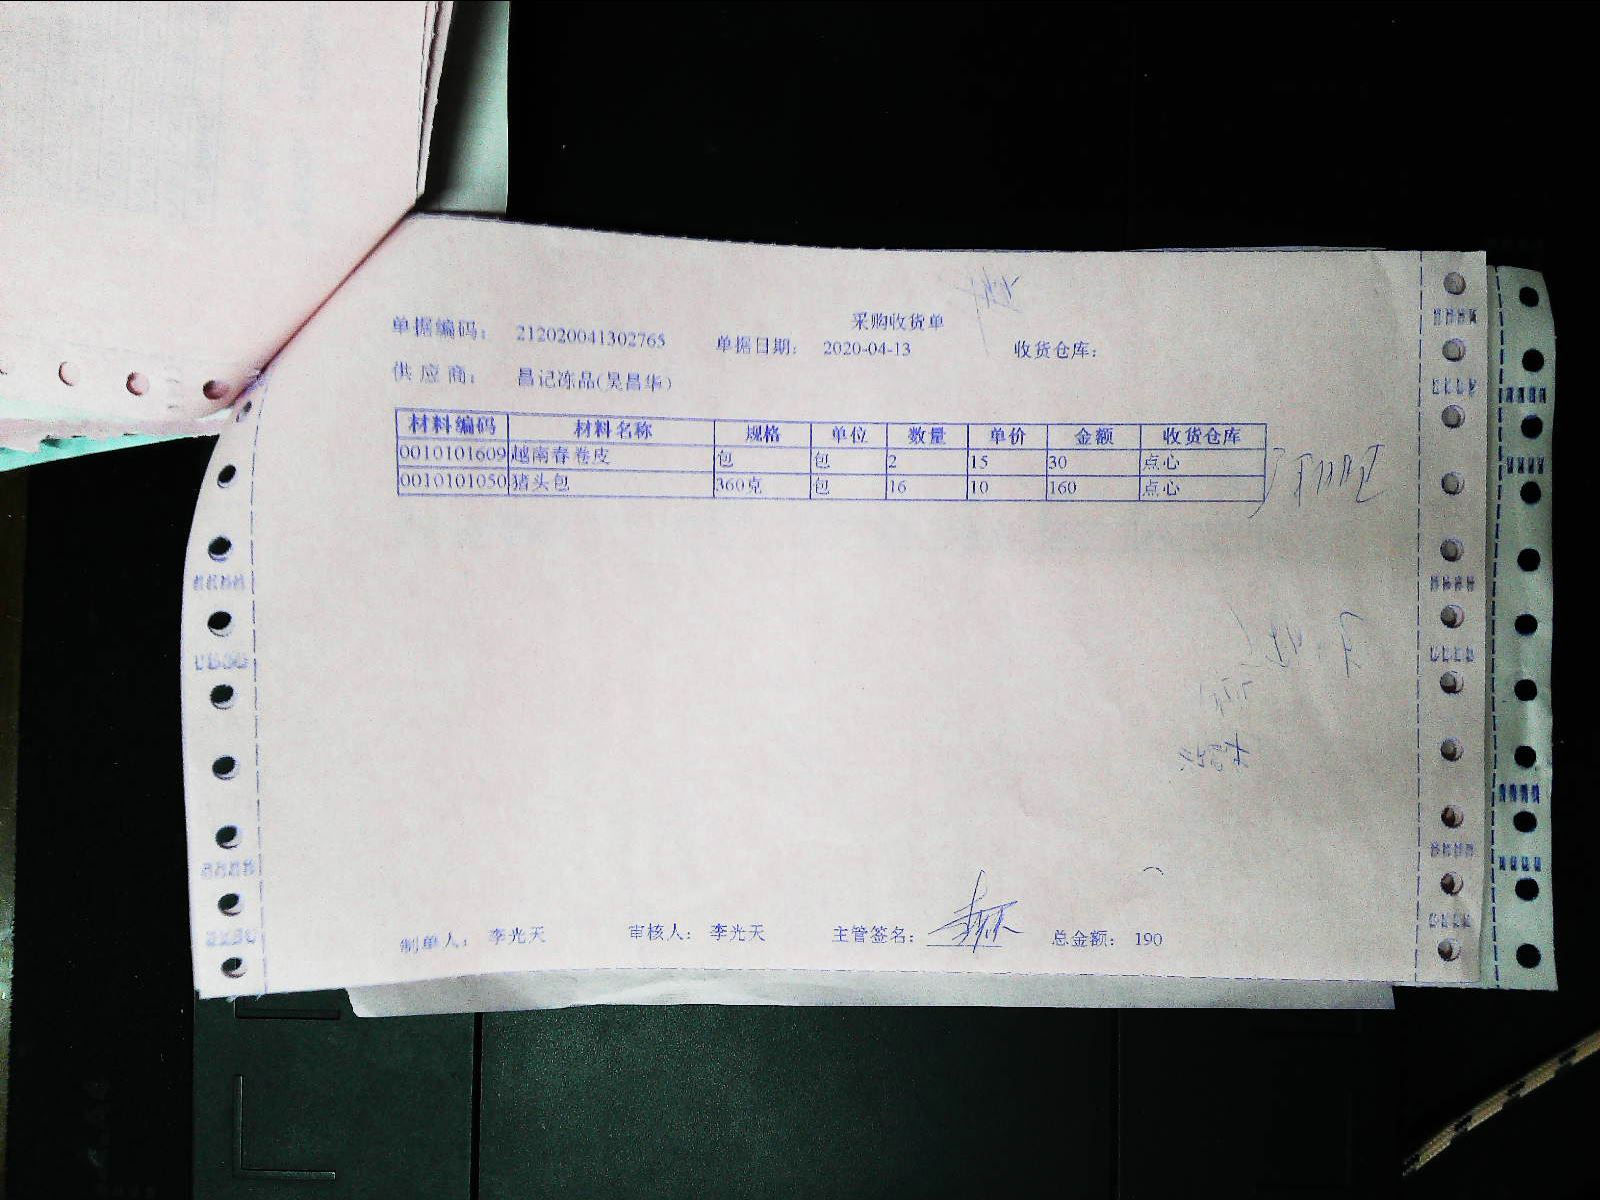 采购收货单
单据编码： 212020041302765 单据日期： 2020-04-13 收货仓库：
供 应 商： 昌记冻品(吴昌华)
材料编码 材料名称 规格 单位 数量 单价 金额 收货仓库
0010101609 越南春卷皮 包 包 2 15 30 点心
0010101050 猪头包 360克 包 16 10 160 点心
制单人： 李光天 审核人： 李光天 主管签名： 总金额： 190